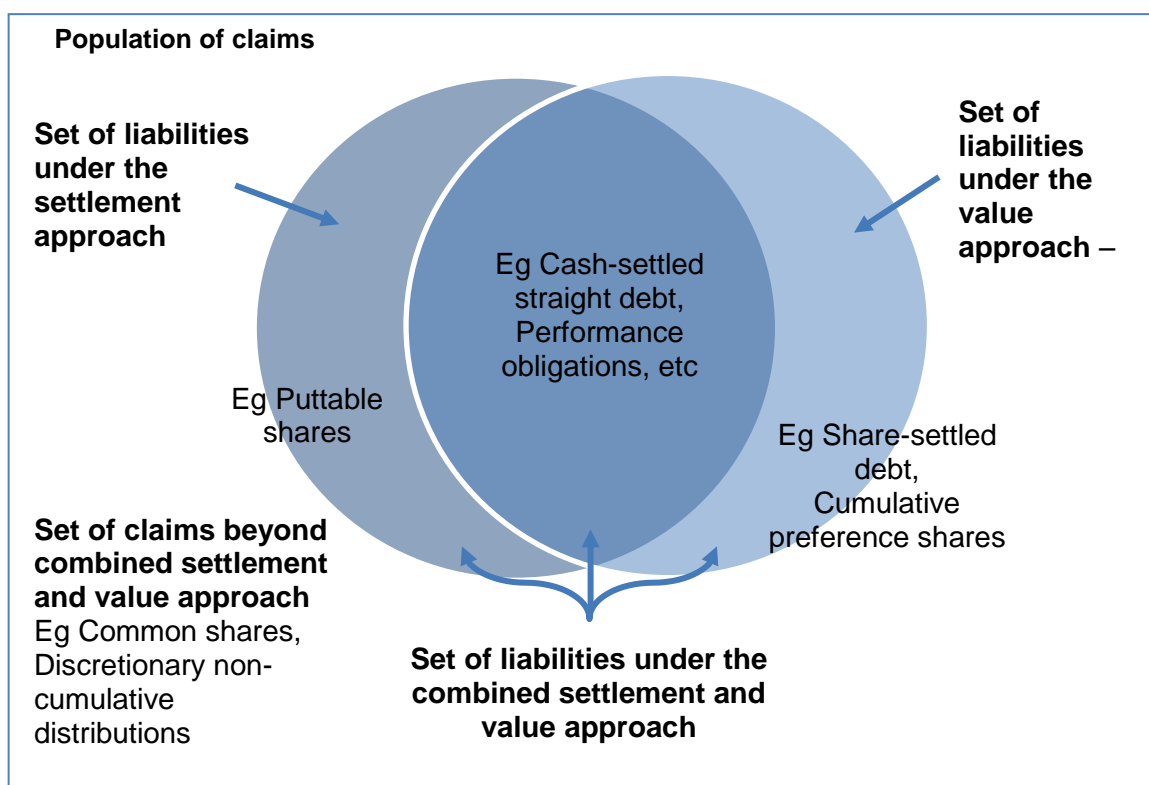 Population of claims
Set of liabilities
under the
settlement
approach
Set of
liabilities
under the
value
approach –
Eg Cash-settled
straight debt,
Performance
obligations, etc
Eg Puttable
shares
Eg Share-settled
debt,
Cumulative
preference shares
Set of claims beyond
combined settlement
and value approach
Eg Common shares,
Discretionary non-
cumulative
distributions
Set of liabilities under the
combined settlement and
value approach